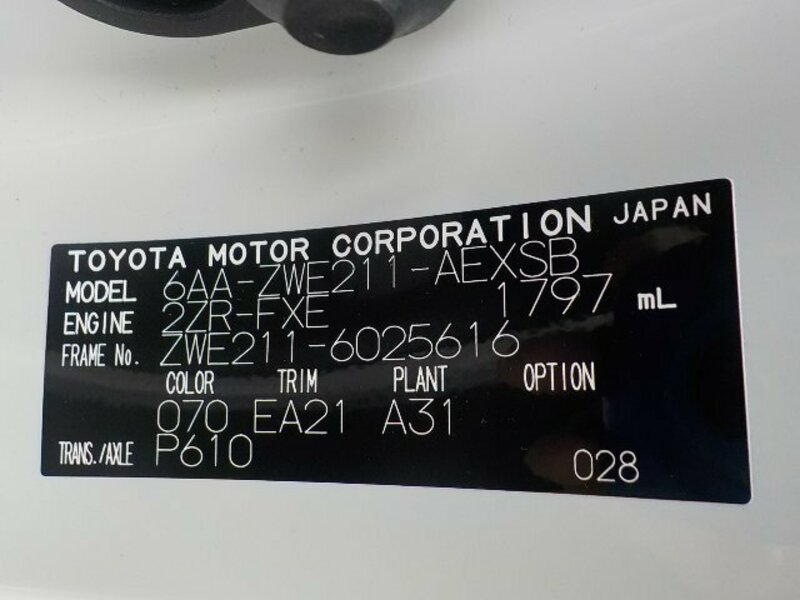 TOYOTA MOTOR CORPORATION JAPAN
MODEL 6AA-ZWE211-AEXSB
ENGINE 2ZR-FXE 1797 mL
FRAME No. ZWE211-6025616
COLOR TRIM PLANT OPTION
070 EA21 A31
TRANS./AXLE P610 028